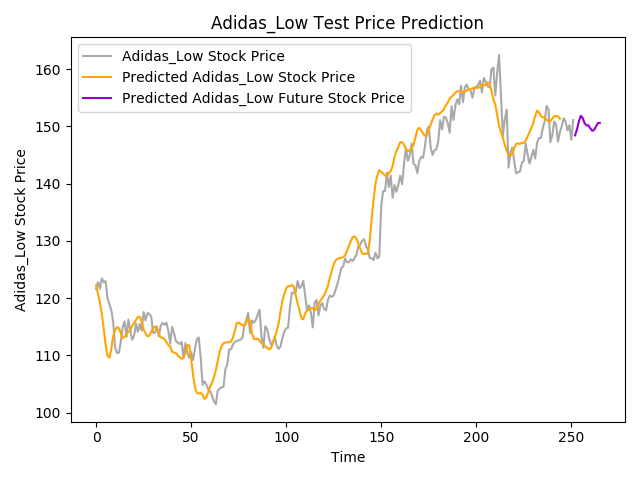 Adidas_Low Test Price Prediction
Adidas_Low Stock Price
Predicted Adidas_Low Stock Price
Predicted Adidas_Low Future Stock Price
Adidas_Low Stock Price
160
150
140
130
120
110
100
0 50 100 150 200 250
Time